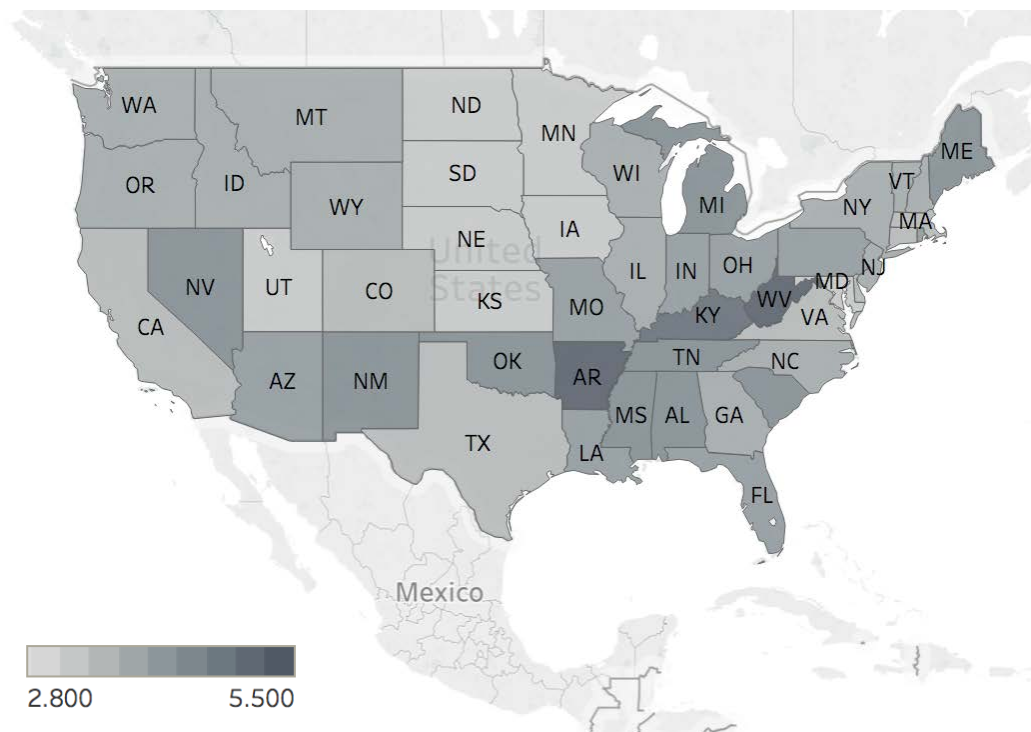 WA
MT
ND
MN
ME
OR
ID
SD
WI
VT
WY
MI
NY
MA
NE
IA
United
States
NV
UT
CO
KS
IL
IN
OH
NJ
MD
CA
MO
KY
WV
VA
AZ
NM
OK
AR
TN
NC
TX
MS
AL
GA
LA
FL
Mexico
2.800 5.500